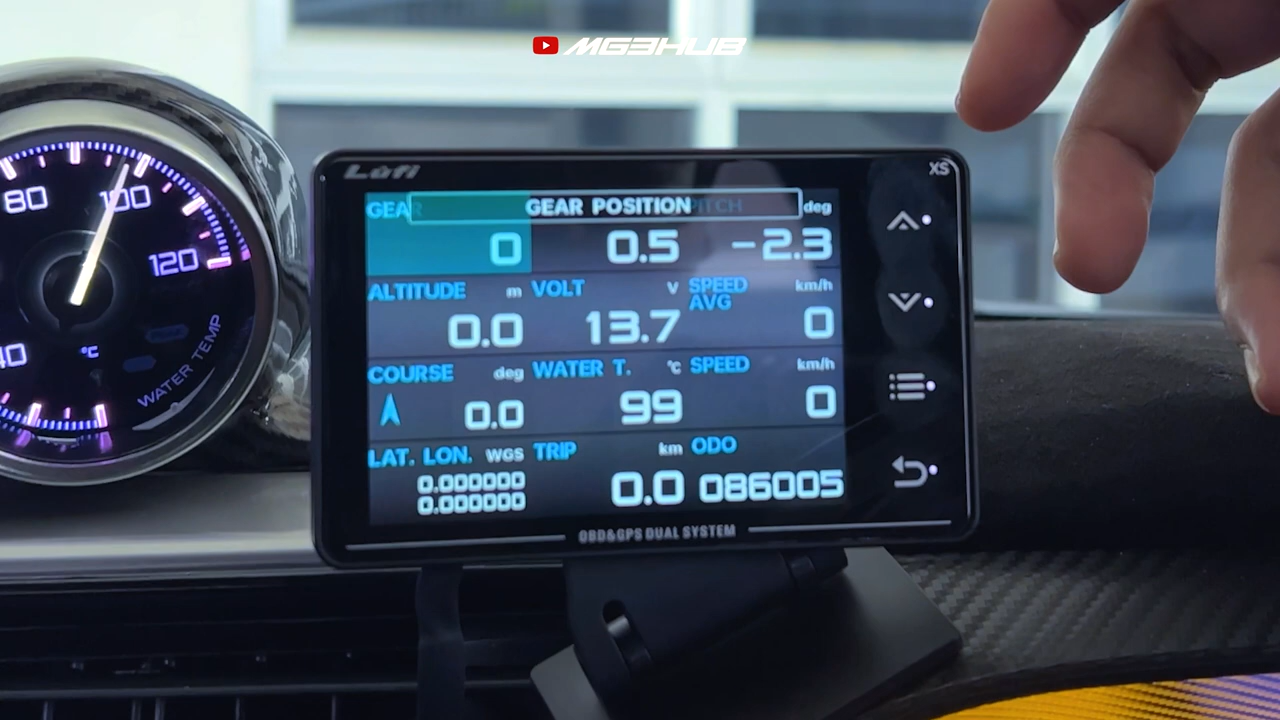 MG3HUB
Lufi
XS
80
100
120
40
°C
WATER TEMP
GEAR
GEAR POSITION
PITCH
deg
0
0.5
-2.3
ALTITUDE m
VOLT V
SPEED AVG km/h
0.0
13.7
0
COURSE deg
WATER T. °C
SPEED km/h
0.0
99
0
LAT. LON. WGS
TRIP km
ODO
0.000000
0.000000
0.0
086005
OBD&GPS DUAL SYSTEM